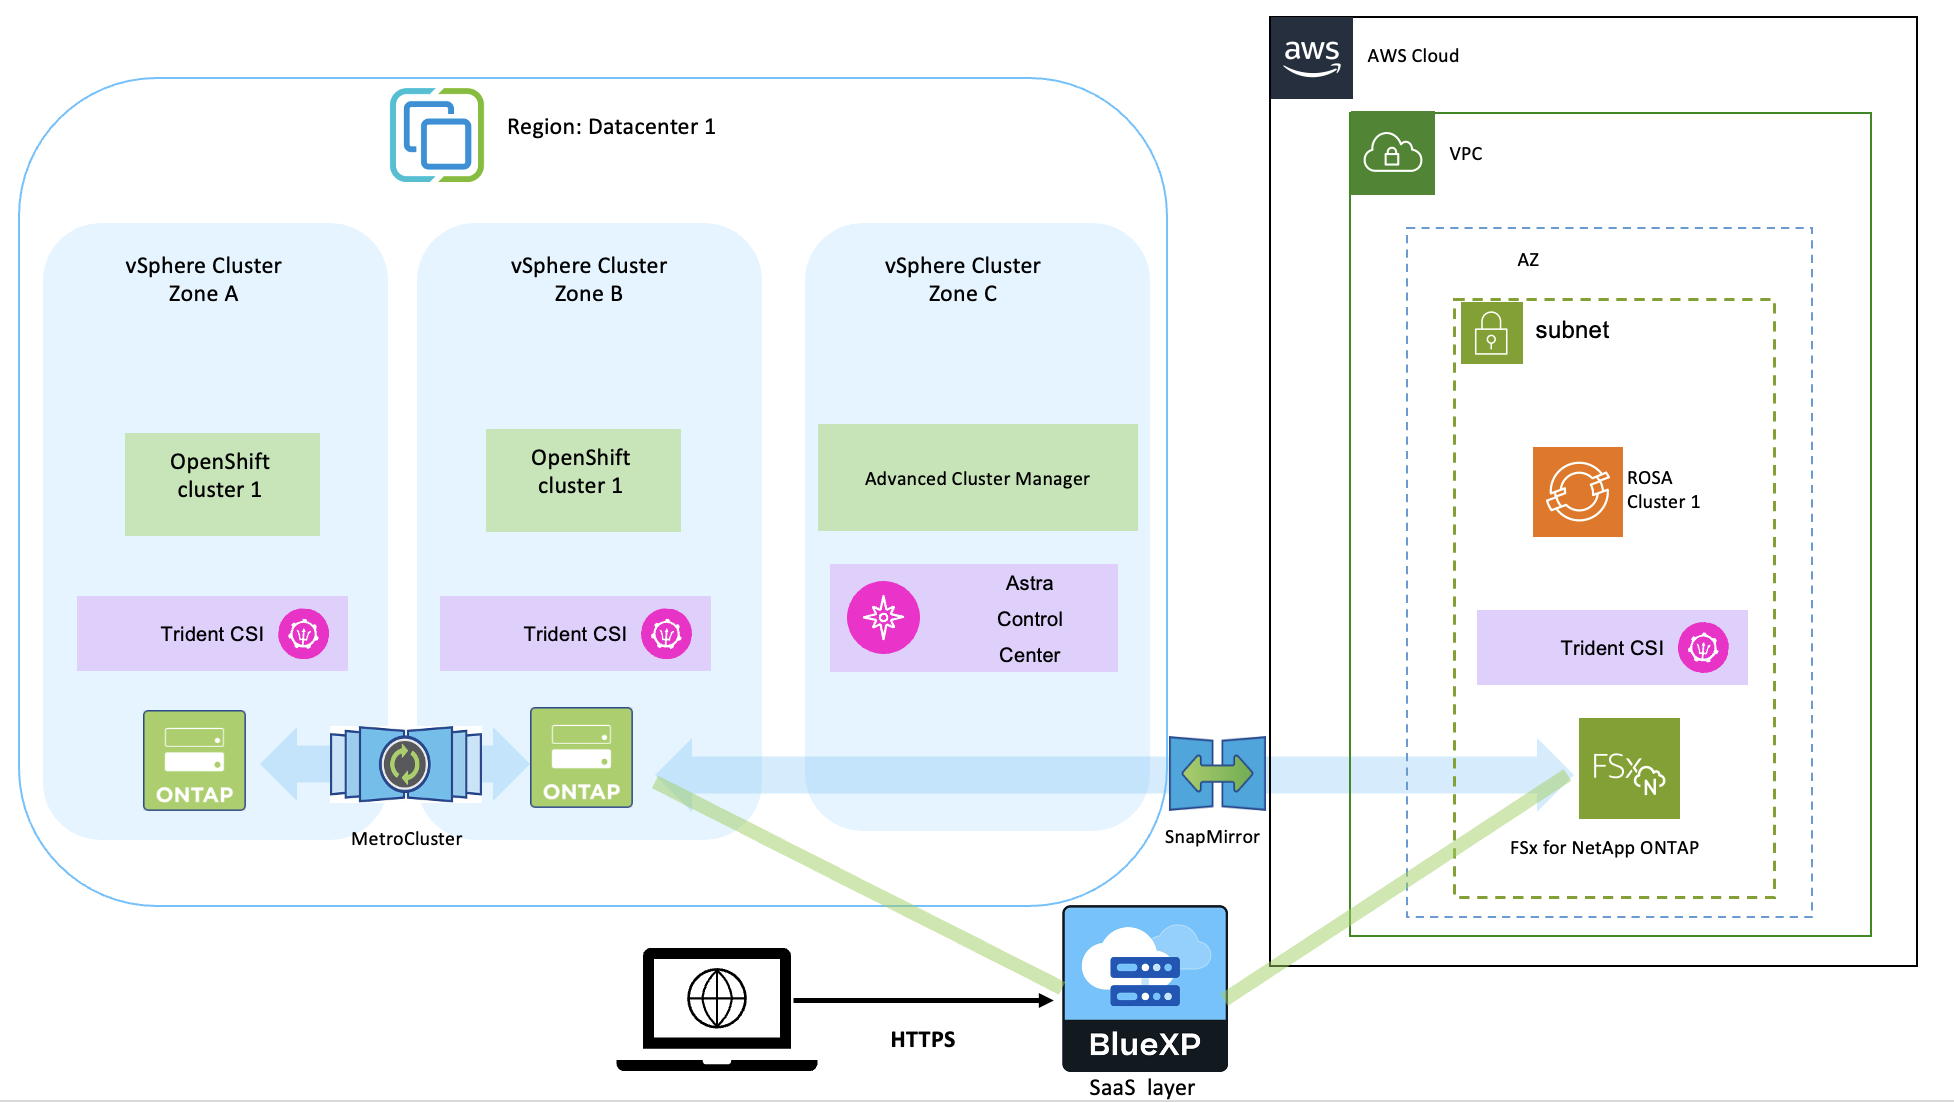 aws
AWS Cloud
Region: Datacenter 1
VPC
vSphere Cluster
Zone A
vSphere Cluster
Zone B
vSphere Cluster
Zone C
AZ
subnet
OpenShift
cluster 1
OpenShift
cluster 1
Advanced Cluster Manager
ROSA
Cluster 1
Trident CSI
Trident CSI
Astra
Control
Center
Trident CSI
ONTAP
ONTAP
FSx
N
MetroCluster
SnapMirror
FSx for NetApp ONTAP
HTTPS
BlueXP
SaaS layer